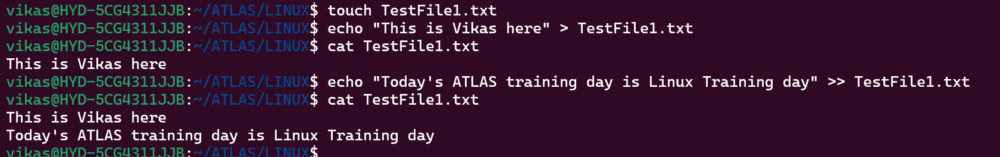 vikas@HYD-5CG4311JJB:~/ATLAS/LINUX$ touch TestFile1.txt
vikas@HYD-5CG4311JJB:~/ATLAS/LINUX$ echo "This is Vikas here" > TestFile1.txt
vikas@HYD-5CG4311JJB:~/ATLAS/LINUX$ cat TestFile1.txt
This is Vikas here
vikas@HYD-5CG4311JJB:~/ATLAS/LINUX$ echo "Today's ATLAS training day is Linux Training day" >> TestFile1.txt
vikas@HYD-5CG4311JJB:~/ATLAS/LINUX$ cat TestFile1.txt
This is Vikas here
Today's ATLAS training day is Linux Training day
vikas@HYD-5CG4311JJB:~/ATLAS/LINUX$